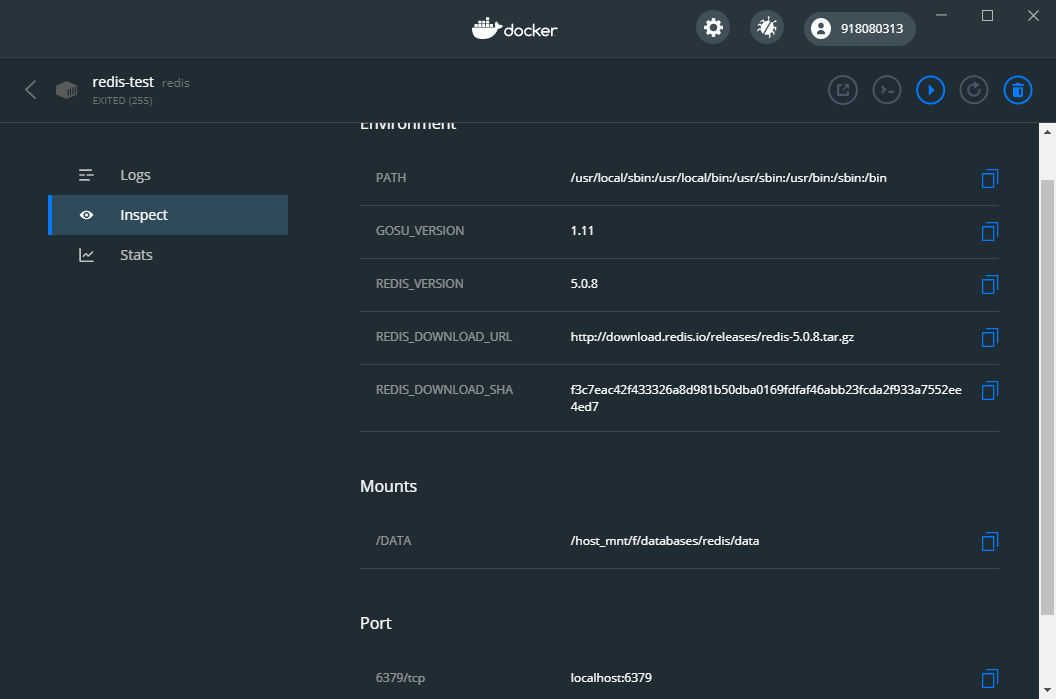 docker
918080313
redis-test redis
EXITED (255)
Logs
Inspect
Stats
Environment
PATH /usr/local/sbin:/usr/local/bin:/usr/sbin:/usr/bin:/sbin:/bin
GOSU_VERSION 1.11
REDIS_VERSION 5.0.8
REDIS_DOWNLOAD_URL http://download.redis.io/releases/redis-5.0.8.tar.gz
REDIS_DOWNLOAD_SHA f3c7eac42f433326a8d981b50dba0169fdfaf46abb23fcda2f933a7552ee
4ed7
Mounts
/DATA /host_mnt/f/databases/redis/data
Port
6379/tcp localhost:6379